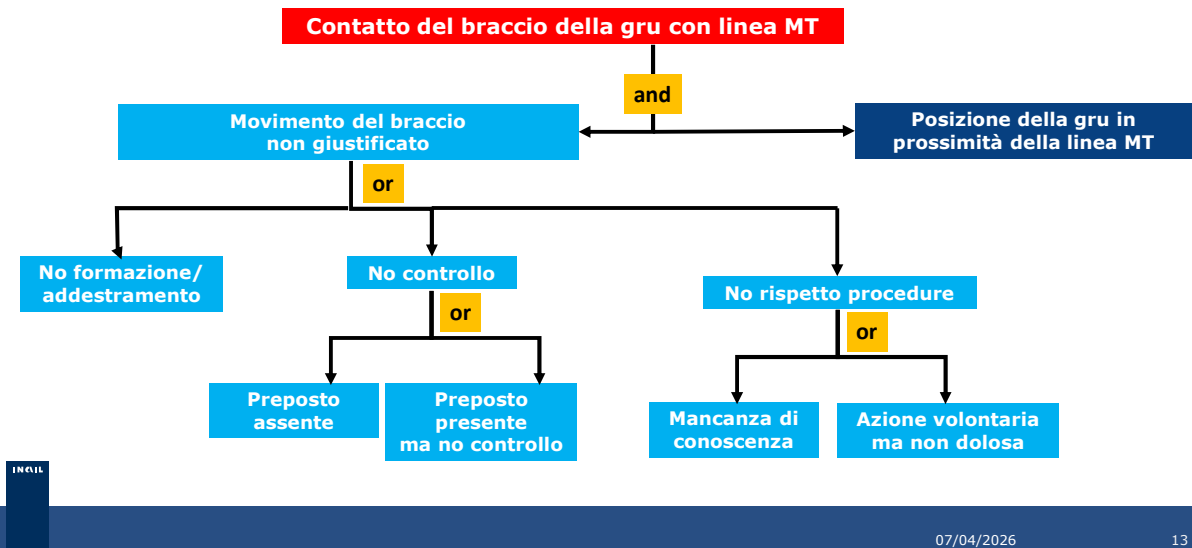 Contatto del braccio della gru con linea MT
and
Movimento del braccio
non giustificato
Posizione della gru in
prossimità della linea MT
or
No formazione/
addestramento
No controllo
No rispetto procedure
or
or
Preposto
assente
Preposto
presente
ma no controllo
Mancanza di
conoscenza
Azione volontaria
ma non dolosa
INAIL
07/04/2026
13